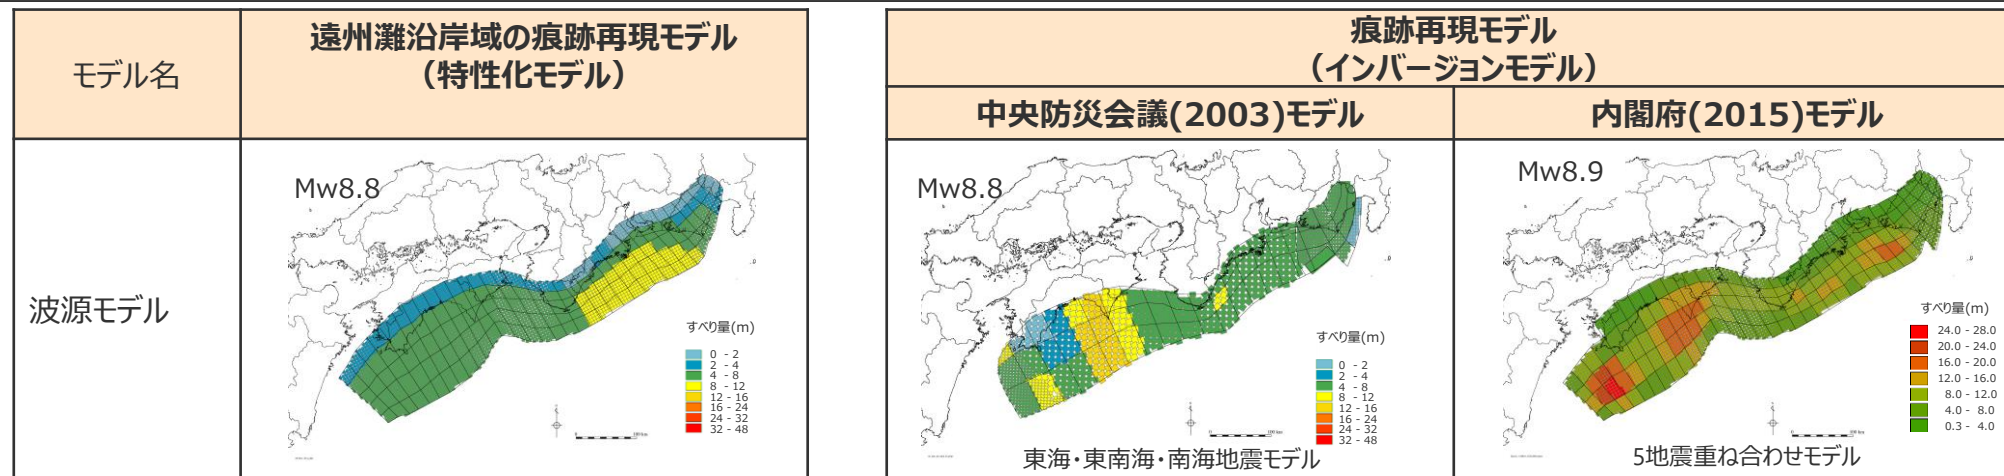 モデル名
遠州灘沿岸域の痕跡再現モデル
（特性化モデル）
痕跡再現モデル
（インバージョンモデル）
中央防災会議(2003)モデル
内閣府(2015)モデル
波源モデル
Mw8.8
すべり量(m)
0 - 2
2 - 4
4 - 8
8 - 12
12 - 16
16 - 24
24 - 32
32 - 48
Mw8.8
すべり量(m)
0 - 2
2 - 4
4 - 8
8 - 12
12 - 16
16 - 24
24 - 32
32 - 48
東海・東南海・南海地震モデル
Mw8.9
すべり量(m)
24.0 - 28.0
20.0 - 24.0
16.0 - 20.0
12.0 - 16.0
8.0 - 12.0
4.0 - 8.0
0.3 - 4.0
5地震重ね合わせモデル